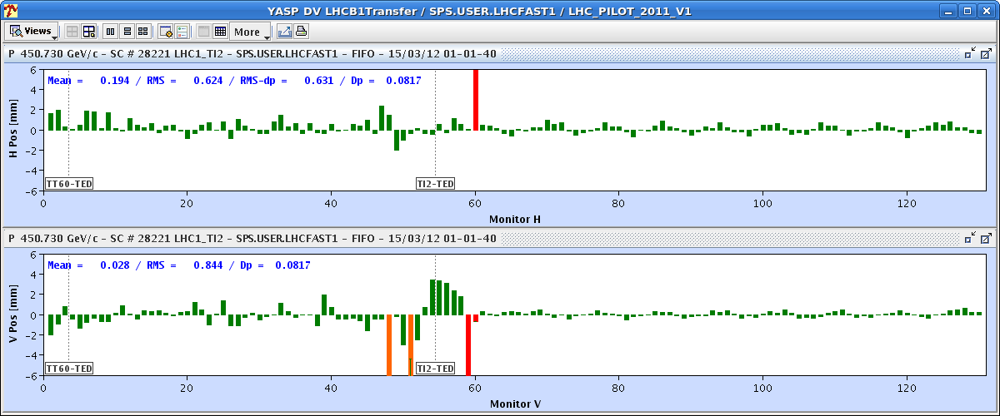 YASP DV LHCB1Transfer / SPS.USER.LHCFAST1 / LHC_PILOT_2011_V1
Views More
P 450.730 GeV/c - SC # 28221 LHC1_TI2 - SPS.USER.LHCFAST1 - FIFO - 15/03/12 01-01-40
Mean = 0.194 / RMS = 0.624 / RMS-dp = 0.631 / Dp = 0.0817
H Pos [mm]
6
4
2
0
-2
-4
-6
TT60-TED TI2-TED
0 20 40 60 80 100 120
Monitor H
P 450.730 GeV/c - SC # 28221 LHC1_TI2 - SPS.USER.LHCFAST1 - FIFO - 15/03/12 01-01-40
Mean = 0.028 / RMS = 0.844 / Dp = 0.0817
V Pos [mm]
6
4
2
0
-2
-4
-6
TT60-TED TI2-TED
0 20 40 60 80 100 120
Monitor V